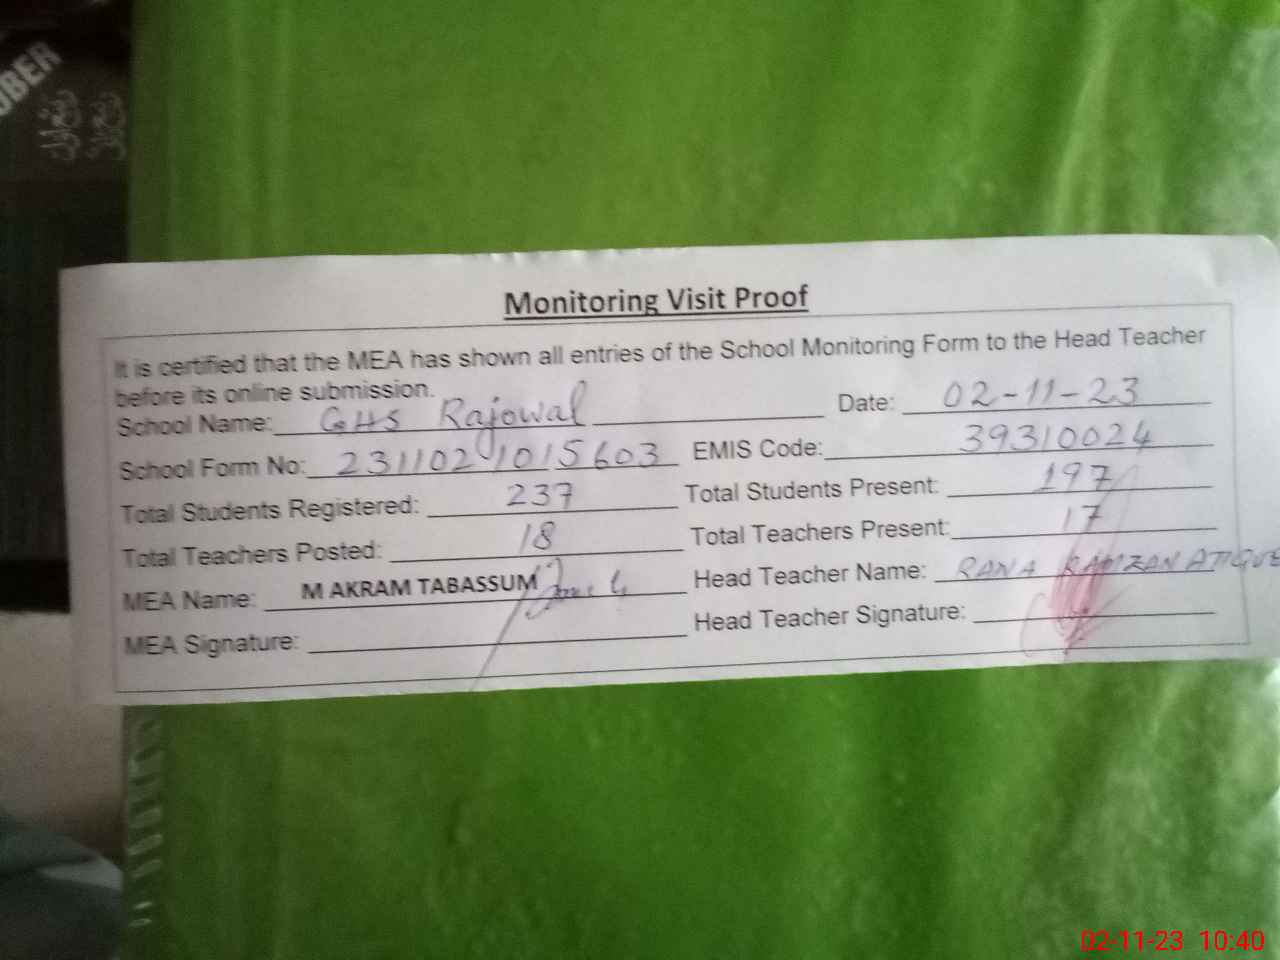 UBER
Monitoring Visit Proof
It is certified that the MEA has shown all entries of the School Monitoring Form to the Head Teacher
before its online submission.
School Name: GHS Rajowal Date: 02-11-23
School Form No: 231102 1015603 EMIS Code: 39310024
Total Students Registered: 237 Total Students Present: 197
Total Teachers Posted: 18 Total Teachers Present: 17
MEA Name: M AKRAM TABASSUM Head Teacher Name: RANA RAMZAN ATIQUE
MEA Signature: Head Teacher Signature:
02-11-23 10:40